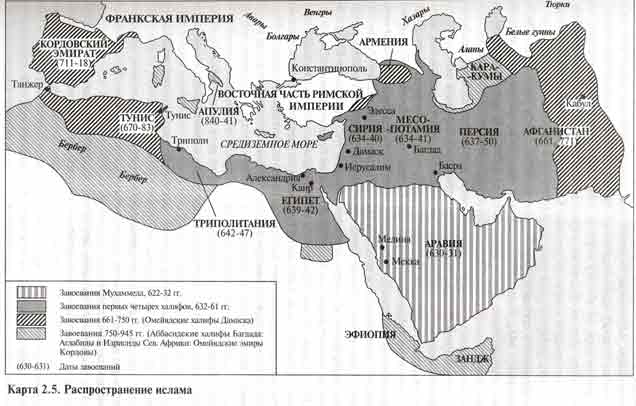 ФРАНКСКАЯ ИМПЕРИЯ
Авары
Венгры
Болгары
Хазары
Тюрки
Белые гунны
Аланы
АРМЕНИЯ
КОРДОВСКИЙ
ЭМИРАТ
(711-18)
Константинополь
КАРА-
КУМЫ
Танжер
ВОСТОЧНАЯ ЧАСТЬ РИМСКОЙ
ИМПЕРИИ
ТУНИС
(670-83)
Тунис
АПУЛИЯ
(840-41)
Кабул
Эдесса
МЕСО-
СИРИЯ
-ПОТАМИЯ
(634-40)
(634-41)
ПЕРСИЯ
(637-50)
АФГАНИСТАН
(661, 771)
СРЕДИЗЕМНОЕ МОРЕ
Триполи
Дамаск
Багдад
Бербер
Бербер
Иерусалим
Басра
Александрия
Каир
ЕГИПЕТ
(639-42)
ТРИПОЛИТАНИЯ
(642-47)
Медина
Мекка
АРАВИЯ
(630-31)
ЭФИОПИЯ
ЗАНДЖ
Завоевания Мухаммеда, 622-32 гг.
Завоевания первых четырех халифов, 632-61 гг.
Завоевания 661-750 гг. (Омейядские халифы Дамаска)
Завоевания 750-945 гг. (Аббасидские халифы Багдада:
Аглабиды и Идрисиды Сев. Африки: Омейядские эмиры
Кордовы)
(630-631) Даты завоеваний
Карта 2.5. Распространение ислама